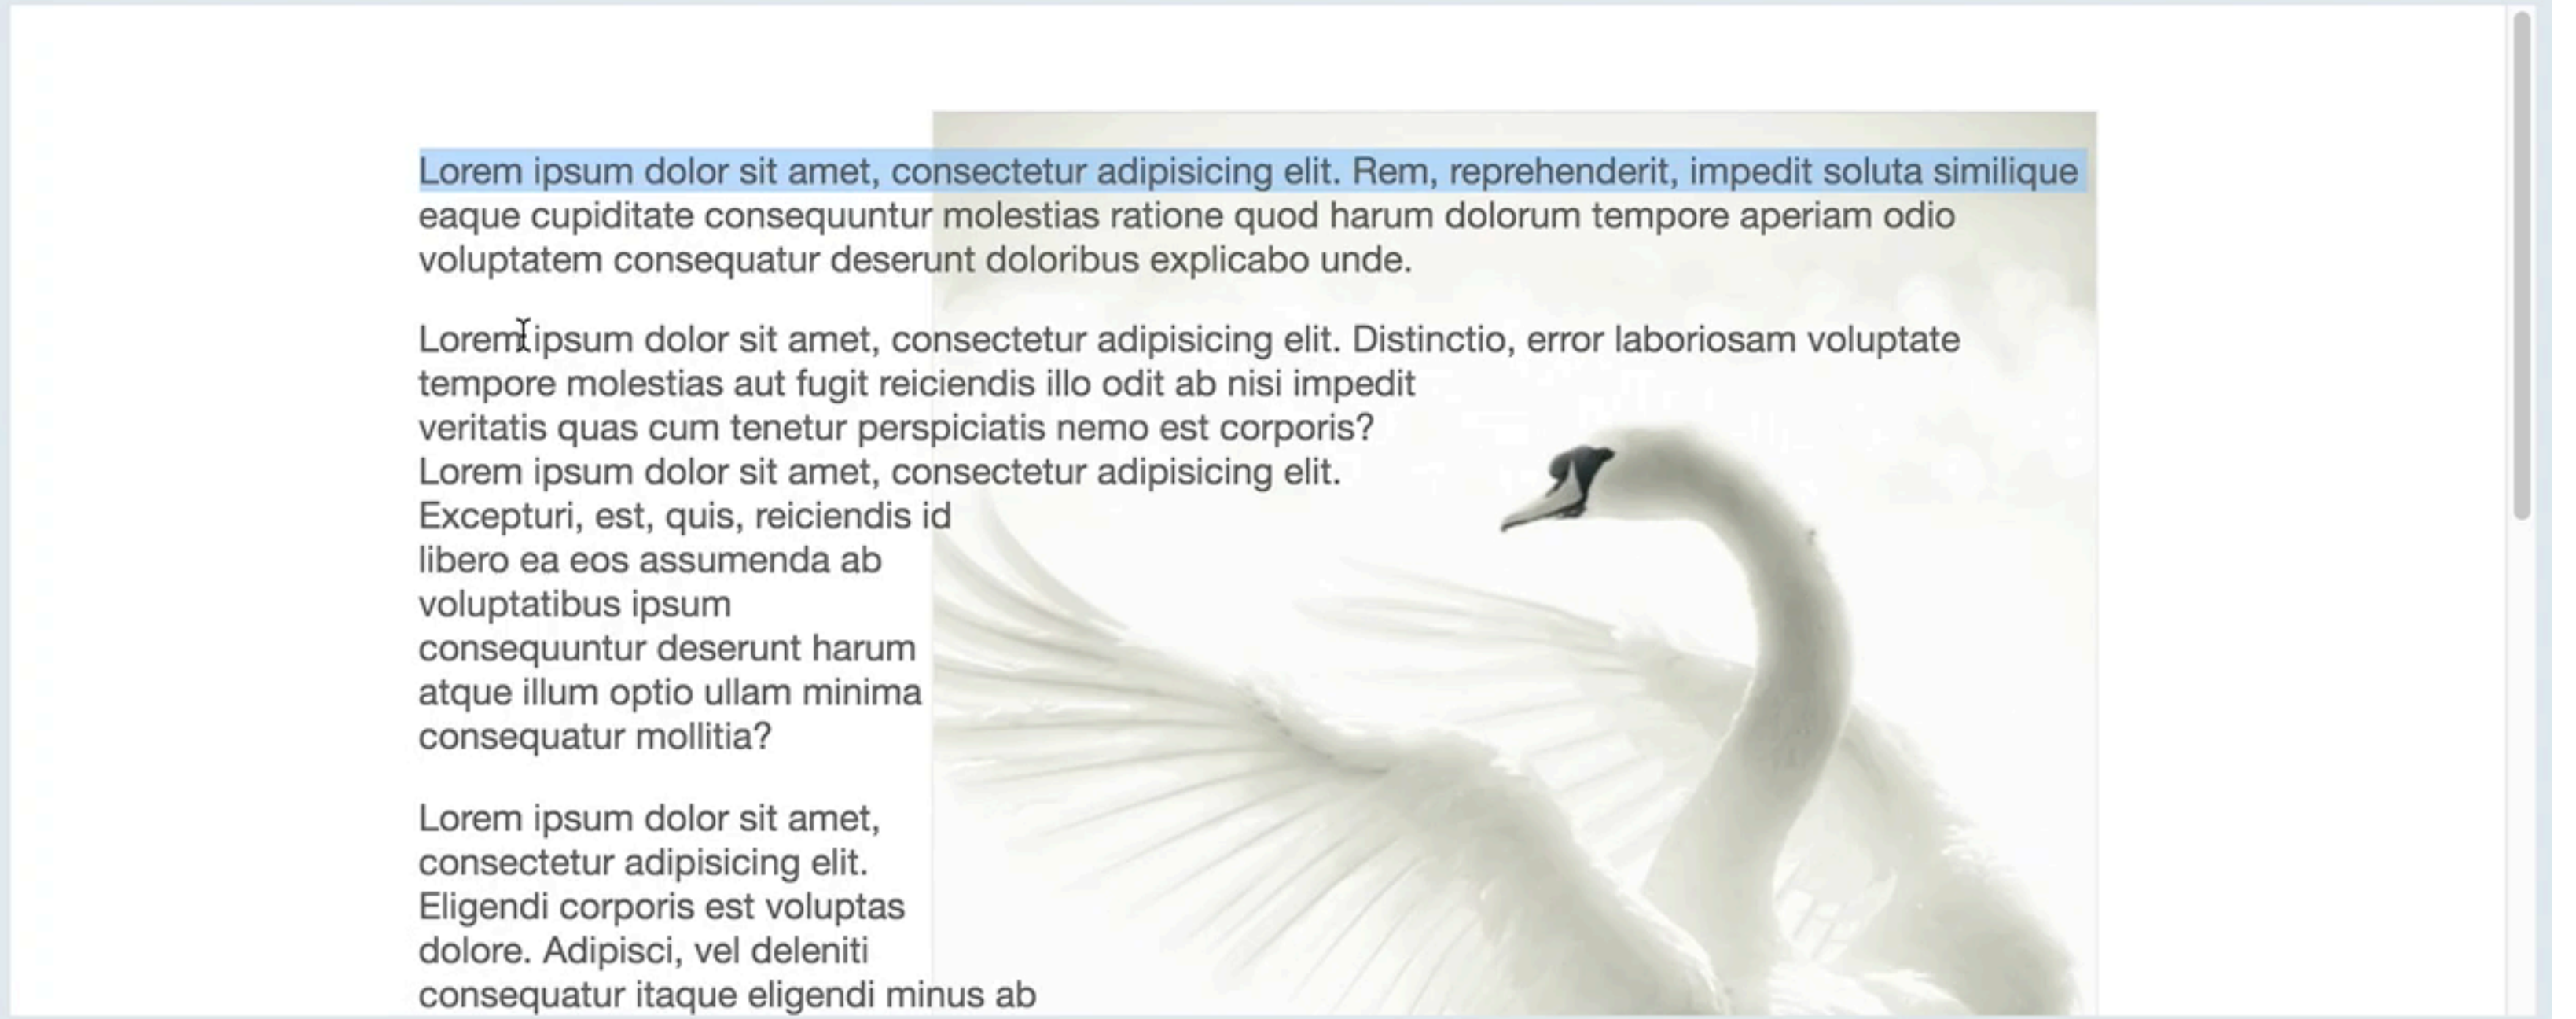 Lorem ipsum dolor sit amet, consectetur adipisicing elit. Rem, reprehenderit, impedit soluta similique
eaque cupiditate consequuntur molestias ratione quod harum dolorum tempore aperiam odio
voluptatem consequatur deserunt doloribus explicabo unde.
Lorem ipsum dolor sit amet, consectetur adipisicing elit. Distinctio, error laboriosam voluptate
tempore molestias aut fugit reiciendis illo odit ab nisi impedit
veritatis quas cum tenetur perspiciatis nemo est corporis?
Lorem ipsum dolor sit amet, consectetur adipisicing elit.
Excepturi, est, quis, reiciendis id
libero ea eos assumenda ab
voluptatibus ipsum
consequuntur deserunt harum
atque illum optio ullam minima
consequatur mollitia?
Lorem ipsum dolor sit amet,
consectetur adipisicing elit.
Eligendi corporis est voluptas
dolore. Adipisci, vel deleniti
consequatur itaque eligendi minus ab